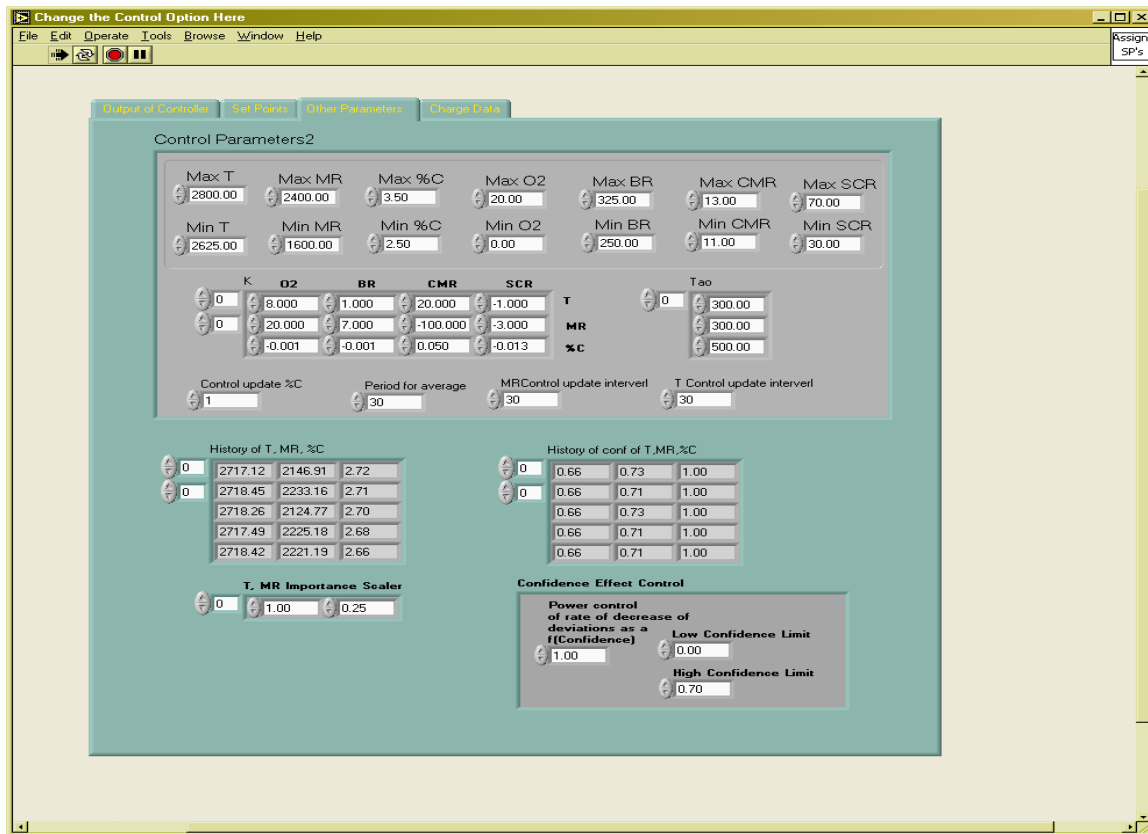 Change the Control Option Here
File Edit Operate Tools Browse Window Help
Assign
SP's
Output of Controller Set Points Other Parameters Charge Data
Control Parameters2
Max T Max MR Max %C Max O2 Max BR Max CMR Max SCR
2800.00 2400.00 3.50 20.00 325.00 13.00 70.00
Min T Min MR Min %C Min O2 Min BR Min CMR Min SCR
2625.00 1600.00 2.50 0.00 250.00 11.00 30.00
K O2 BR CMR SCR Tao
0 8.000 1.000 20.000 -1.000 T 0 300.00
0 20.000 7.000 -100.000 -3.000 MR 300.00
-0.001 -0.001 0.050 -0.013 %C 500.00
Control update %C Period for average MRControl update interverl T Control update interverl
1 30 30 30
History of T, MR, %C History of conf of T,MR,%C
0 2717.12 2146.91 2.72 0 0.66 0.73 1.00
0 2718.45 2233.16 2.71 0 0.66 0.71 1.00
2718.26 2124.77 2.70 0.66 0.73 1.00
2717.49 2225.18 2.68 0.66 0.71 1.00
2718.42 2221.19 2.66 0.66 0.71 1.00
T, MR Importance Scaler
0 1.00 0.25
Confidence Effect Control
Power control
of rate of decrease of
deviations as a
f(Confidence)
1.00
Low Confidence Limit
0.00
High Confidence Limit
0.70